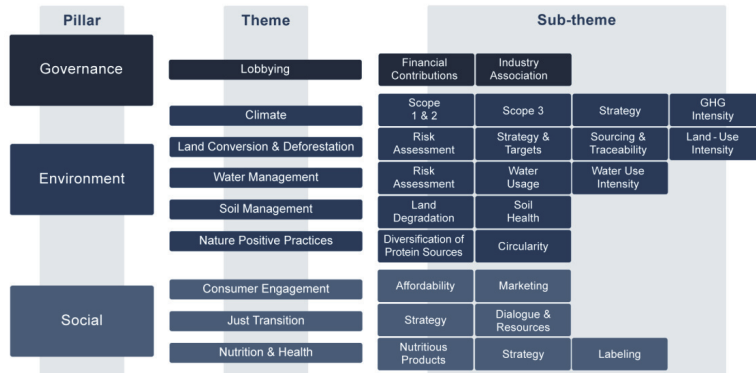 Pillar
Theme
Sub-theme
Governance
Lobbying
Financial
Contributions
Industry
Association
Environment
Climate
Scope
1 & 2
Scope 3
Strategy
GHG
Intensity
Land Conversion & Deforestation
Risk
Assessment
Strategy &
Targets
Sourcing &
Traceability
Land - Use
Intensity
Water Management
Risk
Assessment
Water
Usage
Water Use
Intensity
Soil Management
Land
Degradation
Soil
Health
Nature Positive Practices
Diversification of
Protein Sources
Circularity
Social
Consumer Engagement
Affordability
Marketing
Just Transition
Strategy
Dialogue &
Resources
Nutrition & Health
Nutritious
Products
Strategy
Labeling